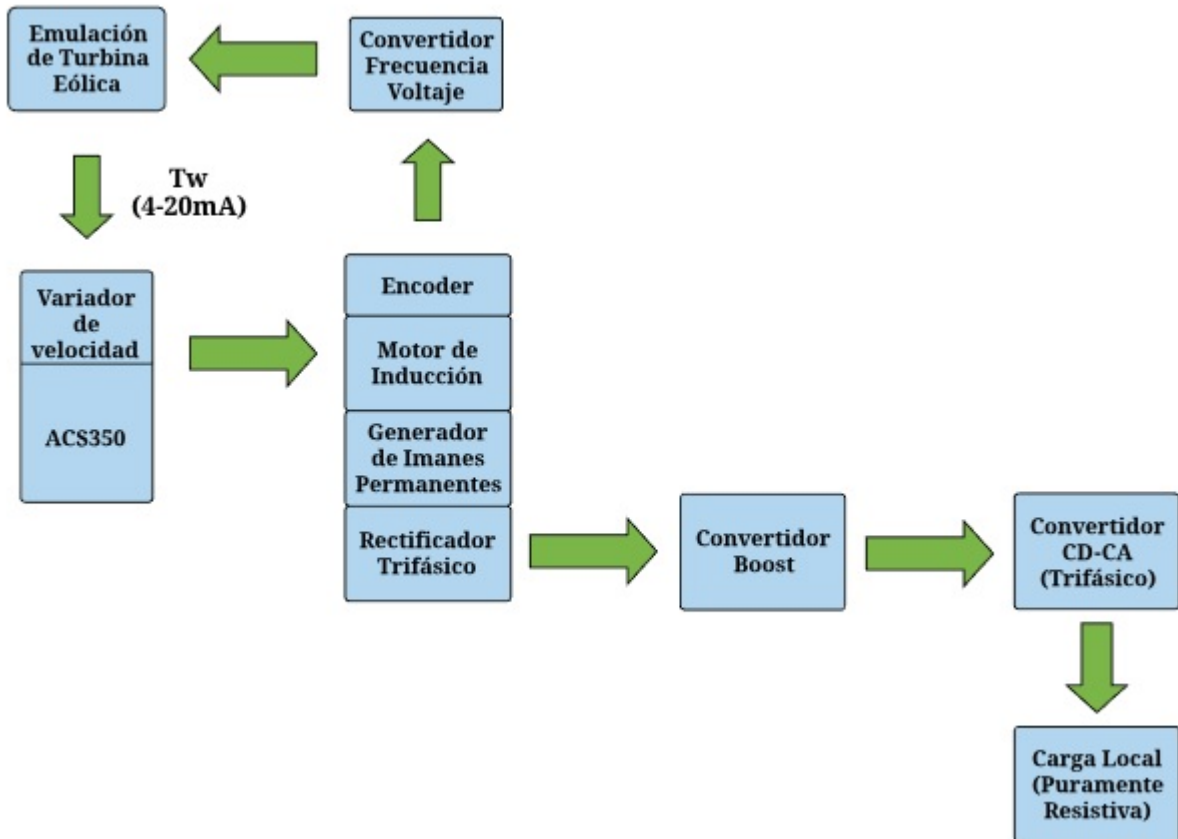 Emulación
de Turbina
Eólica
Convertidor
Frecuencia
Voltaje
Tw
(4-20mA)
Variador
de
velocidad
ACS350
Encoder
Motor de
Inducción
Generador
de Imanes
Permanentes
Rectificador
Trifásico
Convertidor
Boost
Convertidor
CD-CA
(Trifásico)
Carga Local
(Puramente
Resistiva)